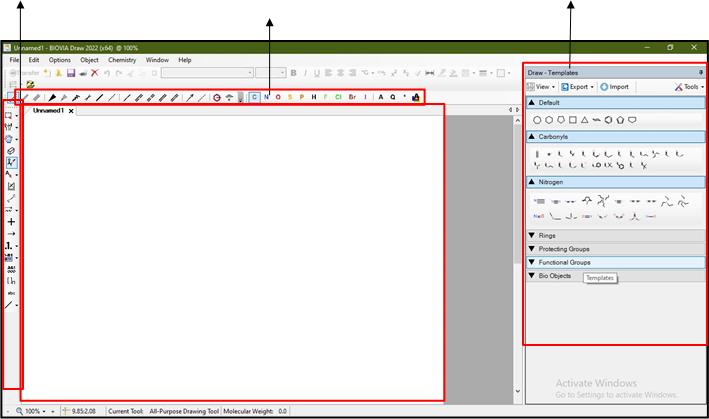 Unnamed1 - BIOVIA Draw 2022 (x64) @ 100%
File Edit Options Object Chemistry Window Help
Transfer B I U
C N O S P H F Cl Br I A Q * A
Unnamed1 X
Draw - Templates
View Export Import Tools
Default
Carbonyls
Nitrogen
Rings
Protecting Groups
Functional Groups
Bio Objects
Templates
abc
Activate Windows
Go to Settings to activate Windows.
100% 9.85:2.08 Current Tool: All-Purpose Drawing Tool Molecular Weight: 0.0